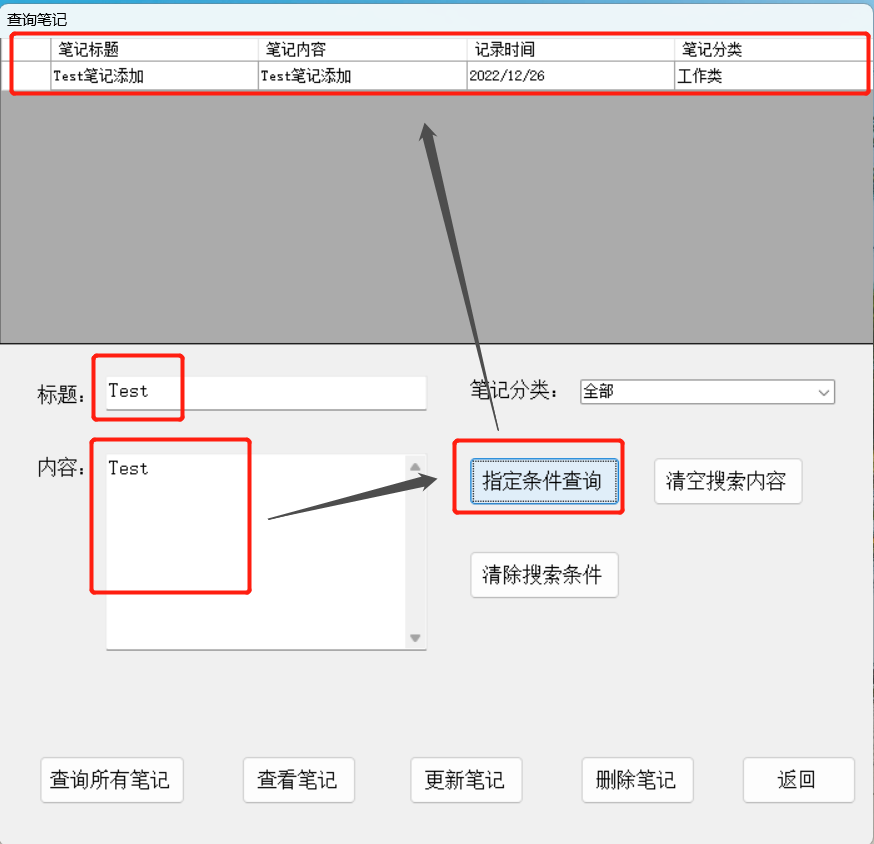 查询笔记
笔记标题 笔记内容 记录时间 笔记分类
Test笔记添加 Test笔记添加 2022/12/26 工作类
标题： Test 笔记分类： 全部
内容： Test 指定条件查询 清空搜索内容
清除搜索条件
查询所有笔记 查看笔记 更新笔记 删除笔记 返回